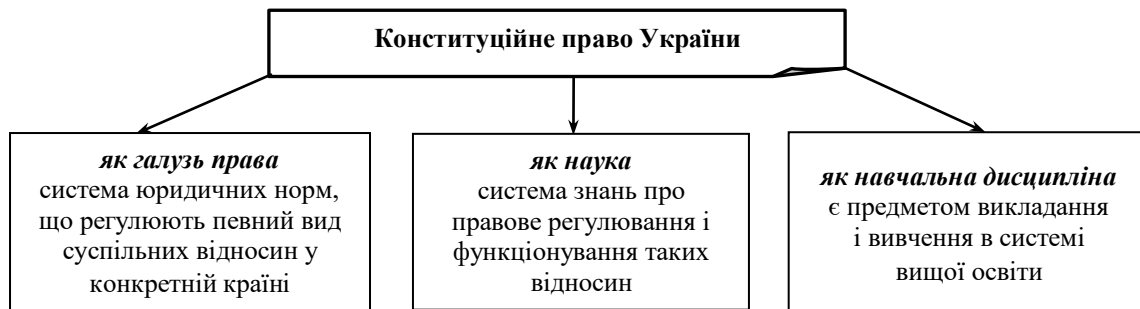 Конституційне право України
як галузь права
система юридичних норм,
що регулюють певний вид
суспільних відносин у
конкретній країні
як наука
система знань про
правове регулювання і
функціонування таких
відносин
як навчальна дисципліна
є предметом викладання
і вивчення в системі
вищої освіти